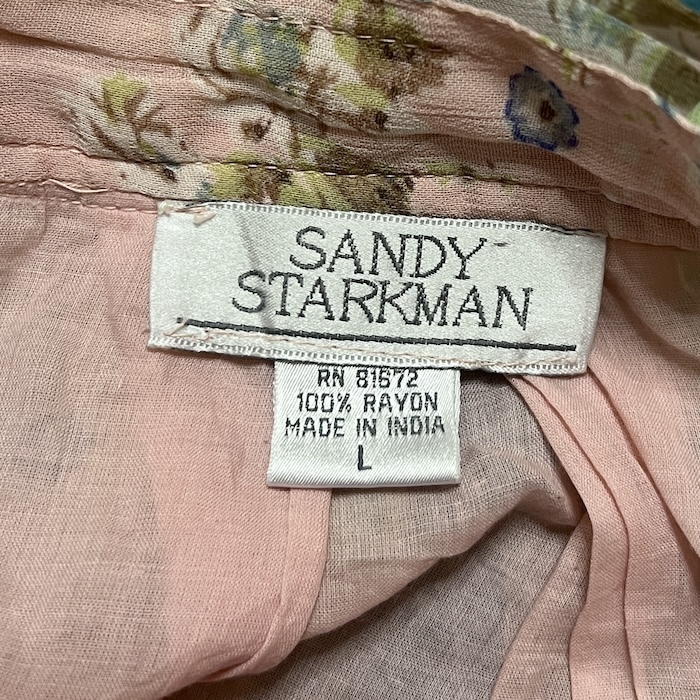 SANDY
STARKMAN
RN 81672
100% RAYON
MADE IN INDIA
L